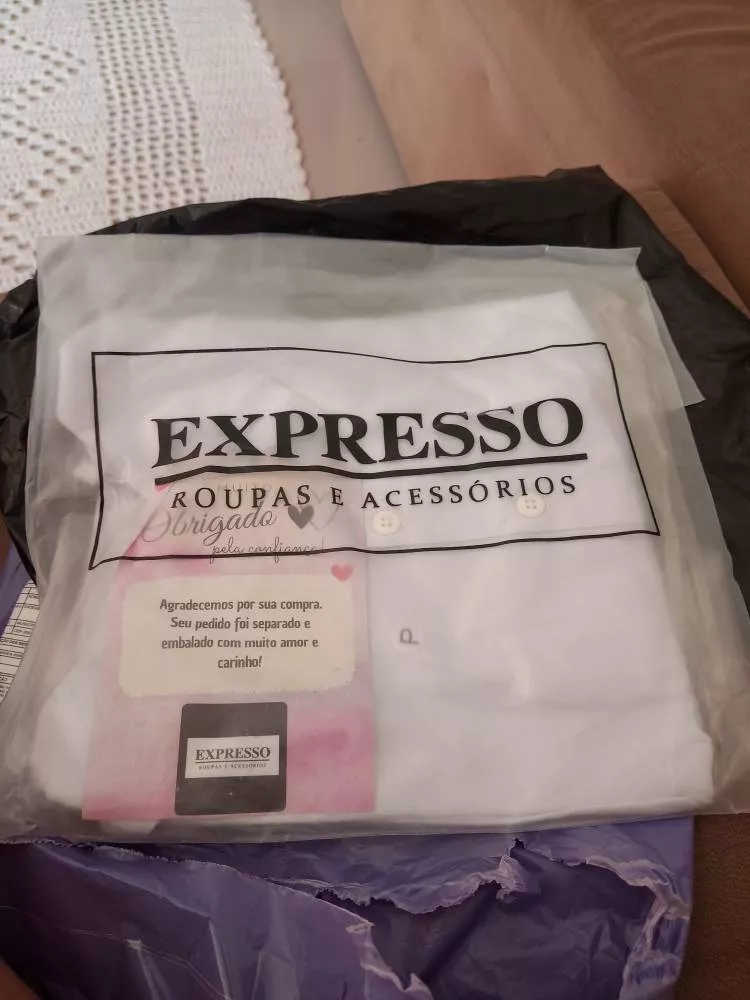 EXPRESSO
ROUPAS E ACESSÓRIOS
MUITO
Obrigado
pela confiança!
Agradecemos por sua compra.
Seu pedido foi separado e
embalado com muito amor e
carinho!
P
EXPRESSO
ROUPAS E ACESSÓRIOS